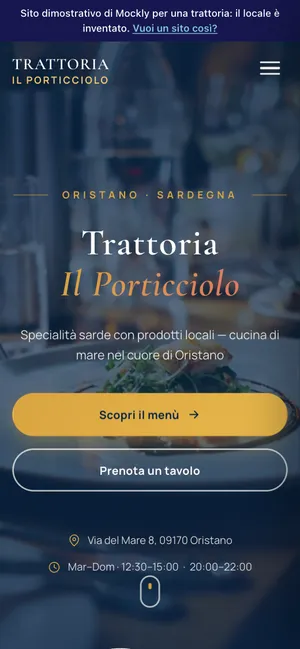 Sito dimostrativo di Mockly per una trattoria: il locale è
inventato. Vuoi un sito così?
TRATTORIA
IL PORTICCIOLO
ORISTANO · SARDEGNA
Trattoria
Il Porticciolo
Specialità sarde con prodotti locali — cucina di
mare nel cuore di Oristano
Scopri il menù →
Prenota un tavolo
Via del Mare 8, 09170 Oristano
Mar–Dom · 12:30–15:00 · 20:00–22:00